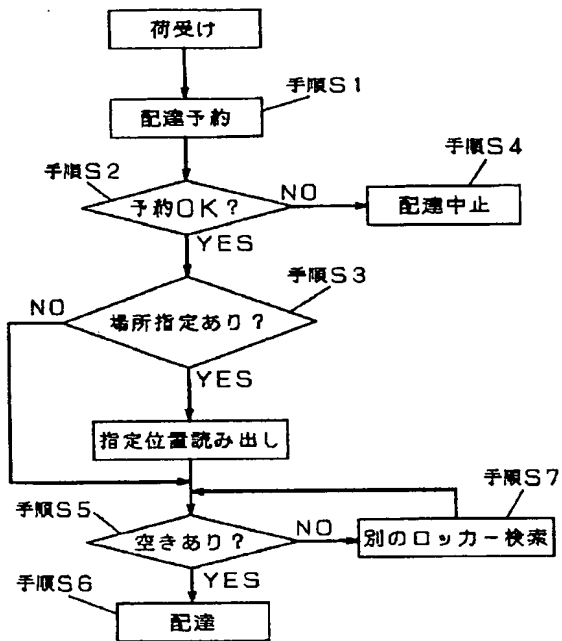 荷受け
手順S1
配達予約
手順S2
手順S4
予約OK?
NO
配達中止
YES
手順S3
NO
場所指定あり?
YES
指定位置読み出し
手順S7
手順S5
空きあり?
NO
別のロッカー検索
YES
手順S6
配達